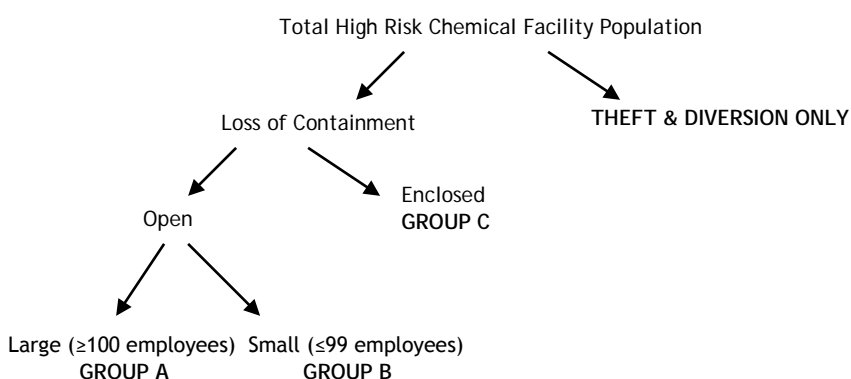 Total High Risk Chemical Facility Population
Loss of Containment
THEFT & DIVERSION ONLY
Enclosed
GROUP C
Open
Large (≥100 employees)
GROUP A
Small (≤99 employees)
GROUP B